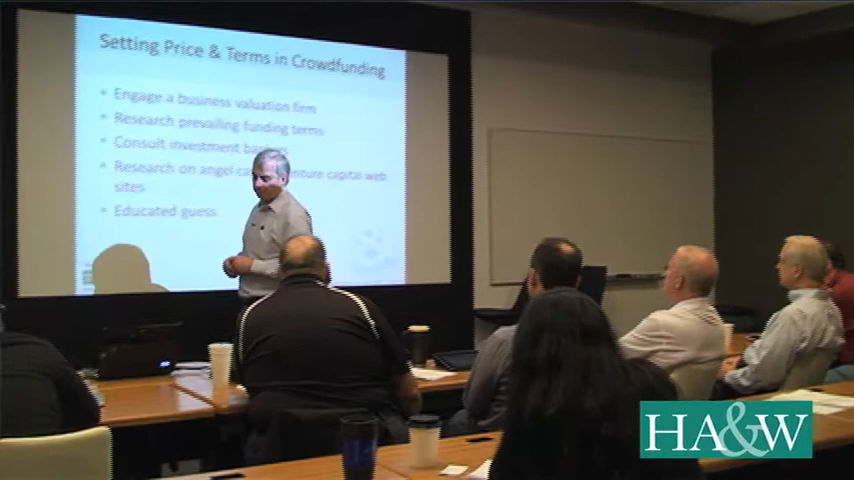 Setting Price & Terms in Crowdfunding
• Engage a business valuation firm
• Research prevailing funding terms
• Consult investment
• Research on angel web
sites
• Educated guess
HA&W